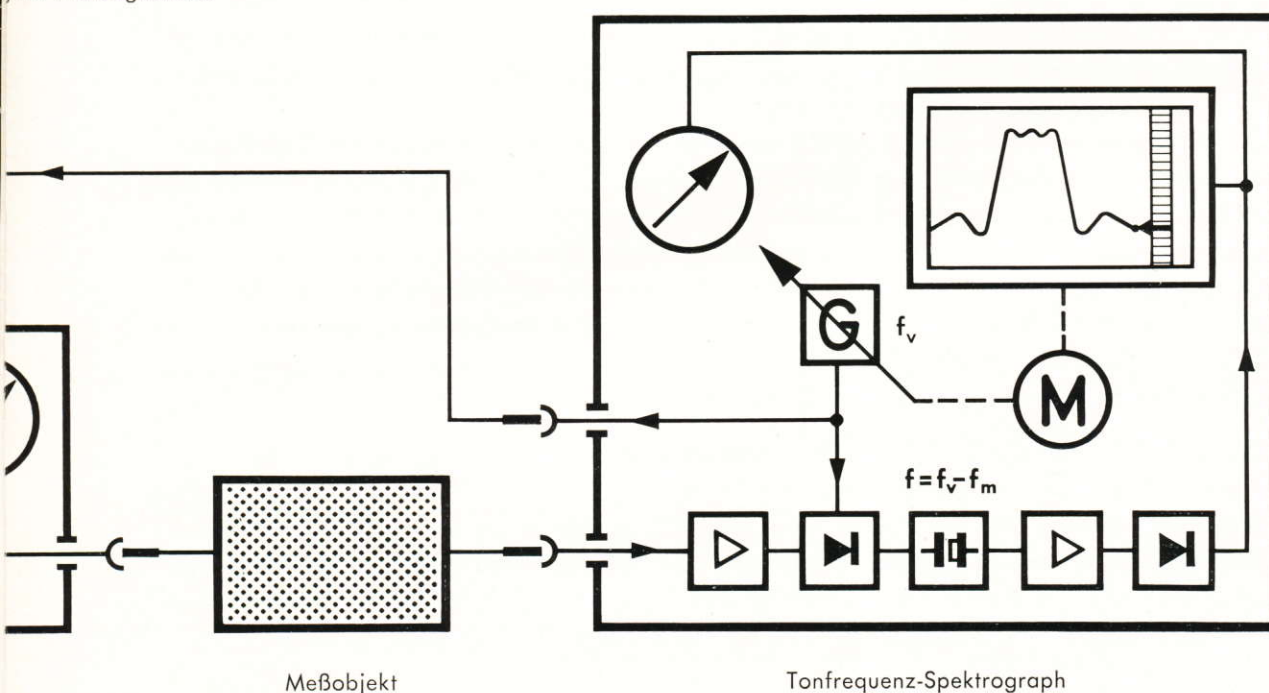 G
f_v
M
f = f_v - f_m
Meßobjekt
Tonfrequenz-Spektrograph